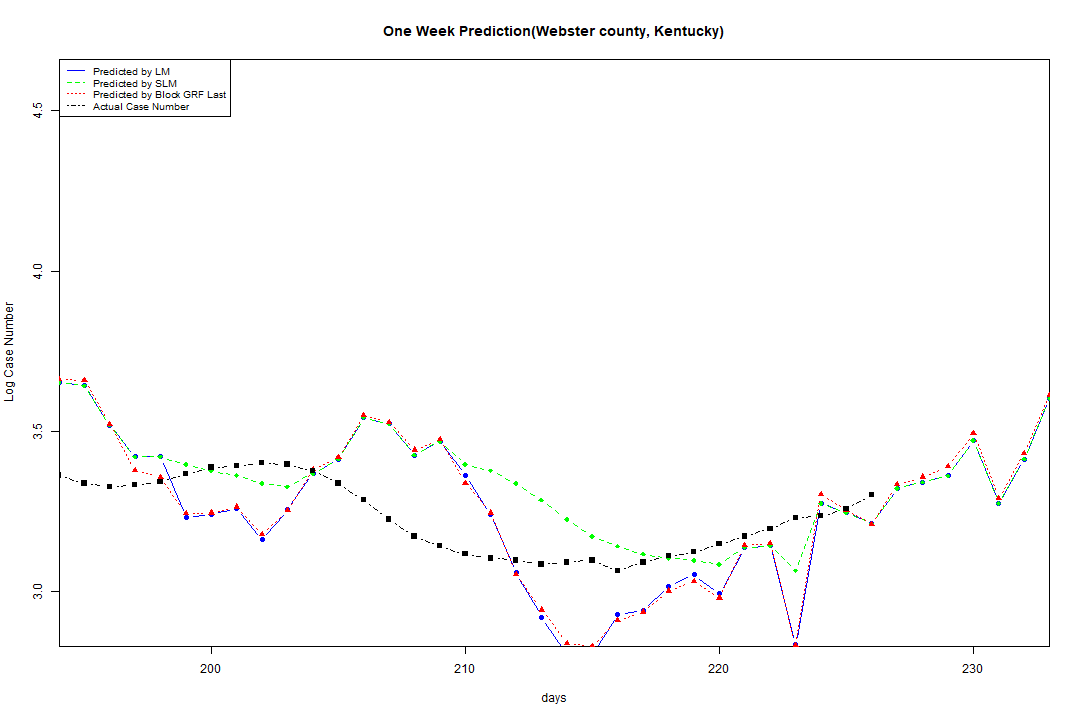 One Week Prediction(Webster county, Kentucky)
Predicted by LM
Predicted by SLM
Predicted by Block GRF Last
Actual Case Number
Log Case Number
4.5
4.0
3.5
3.0
200 210 220 230
days